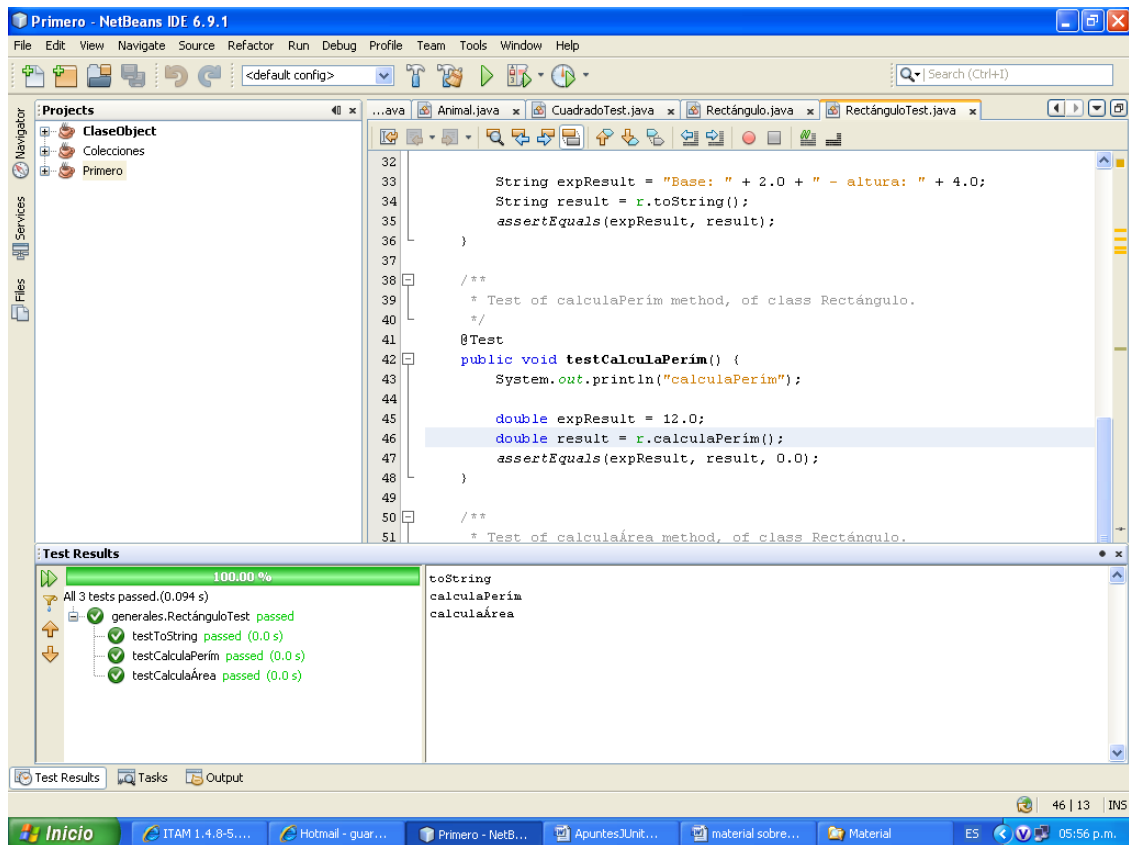 Primero - NetBeans IDE 6.9.1
File Edit View Navigate Source Refactor Run Debug Profile Team Tools Window Help
<default config>
Search (Ctrl+I)
Navigator
Services
Files
Projects
ClaseObject
Colecciones
Primero
...ava Animal.java CuadradoTest.java Rectángulo.java RectánguloTest.java
32
33 String expResult = "Base: " + 2.0 + " - altura: " + 4.0;
34 String result = r.toString();
35 assertEquals(expResult, result);
36 }
37
38 /**
39 * Test of calculaPerím method, of class Rectángulo.
40 */
41 @Test
42 public void testCalculaPerím() {
43 System.out.println("calculaPerím");
44
45 double expResult = 12.0;
46 double result = r.calculaPerím();
47 assertEquals(expResult, result, 0.0);
48 }
49
50 /**
51 * Test of calculaÁrea method, of class Rectángulo.
Test Results
100.00 %
All 3 tests passed.(0.094 s)
generales.RectánguloTest passed
testToString passed (0.0 s)
testCalculaPerím passed (0.0 s)
testCalculaÁrea passed (0.0 s)
toString
calculaPerím
calculaÁrea
Test Results Tasks Output
46 | 13 INS
Inicio ITAM 1.4.8-5.... Hotmail - guar... Primero - NetB... ApuntesJUnit... material sobre... Material ES 05:56 p.m.